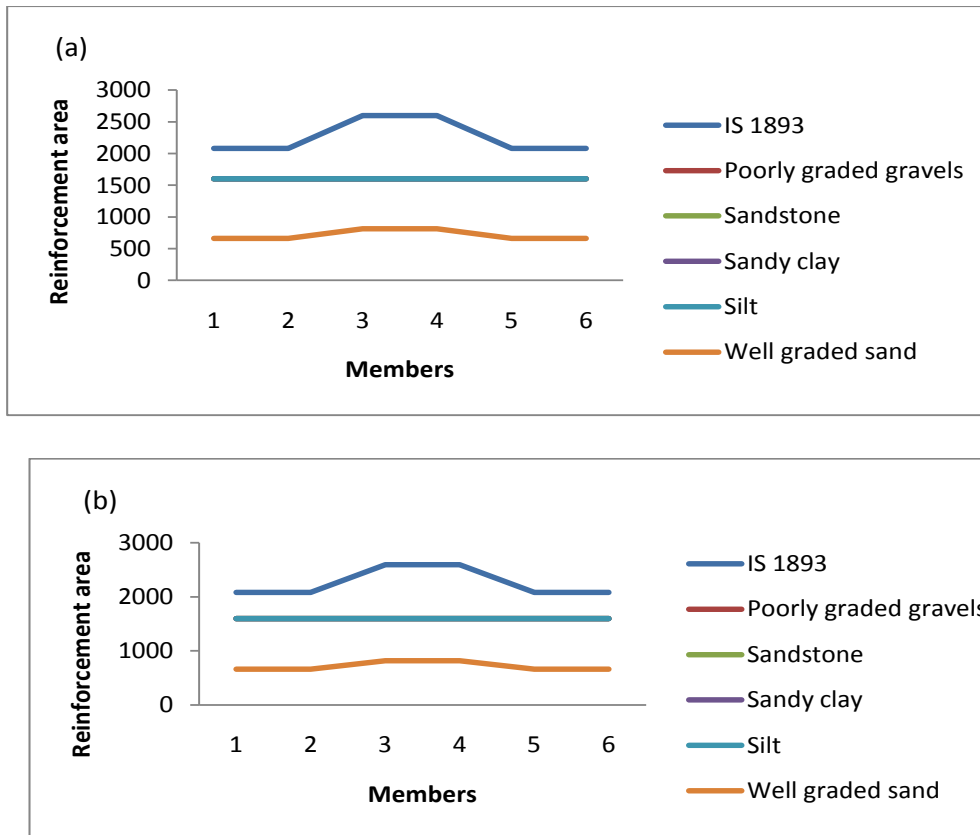 (a)
Reinforcement area
3000
2500
2000
1500
1000
500
0
1 2 3 4 5 6
Members
IS 1893
Poorly graded gravels
Sandstone
Sandy clay
Silt
Well graded sand
(b)
Reinforcement area
3000
2000
1000
0
1 2 3 4 5 6
Members
IS 1893
Poorly graded gravels
Sandstone
Sandy clay
Silt
Well graded sand